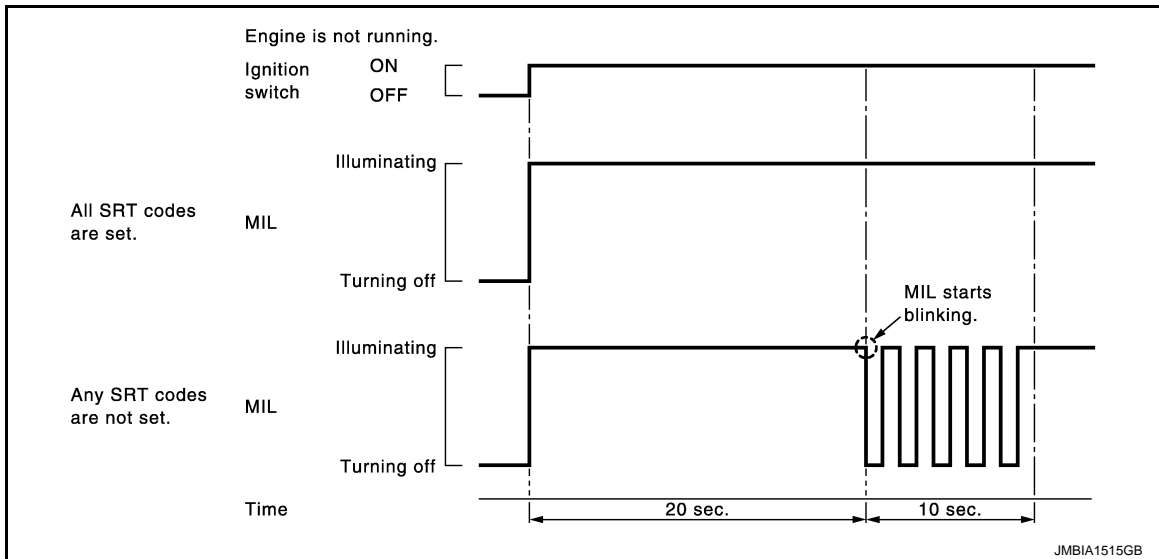 Engine is not running.
Ignition switch
ON
OFF
All SRT codes
are set.
MIL
Illuminating
Turning off
MIL starts
blinking.
Any SRT codes
are not set.
MIL
Illuminating
Turning off
Time
20 sec.
10 sec.
JMBIA1515GB